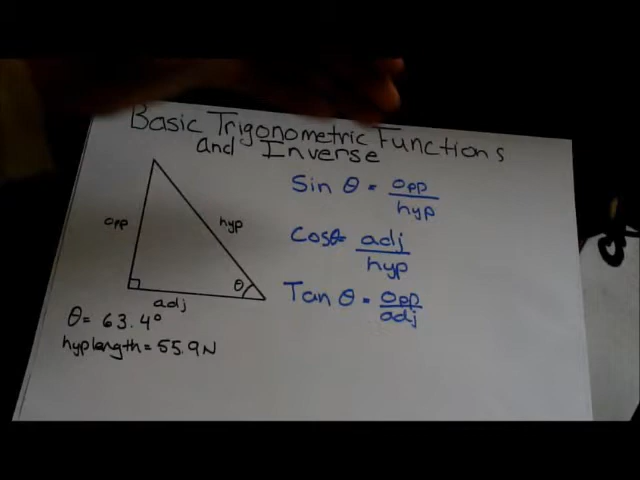 Basic Trigonometric Functions
and Inverse
Sin θ = opp/hyp
Cosθ= adj/hyp
Tan θ = opp/adj
opp
hyp
θ
adj
θ= 63.4°
hyp length = 55.9N